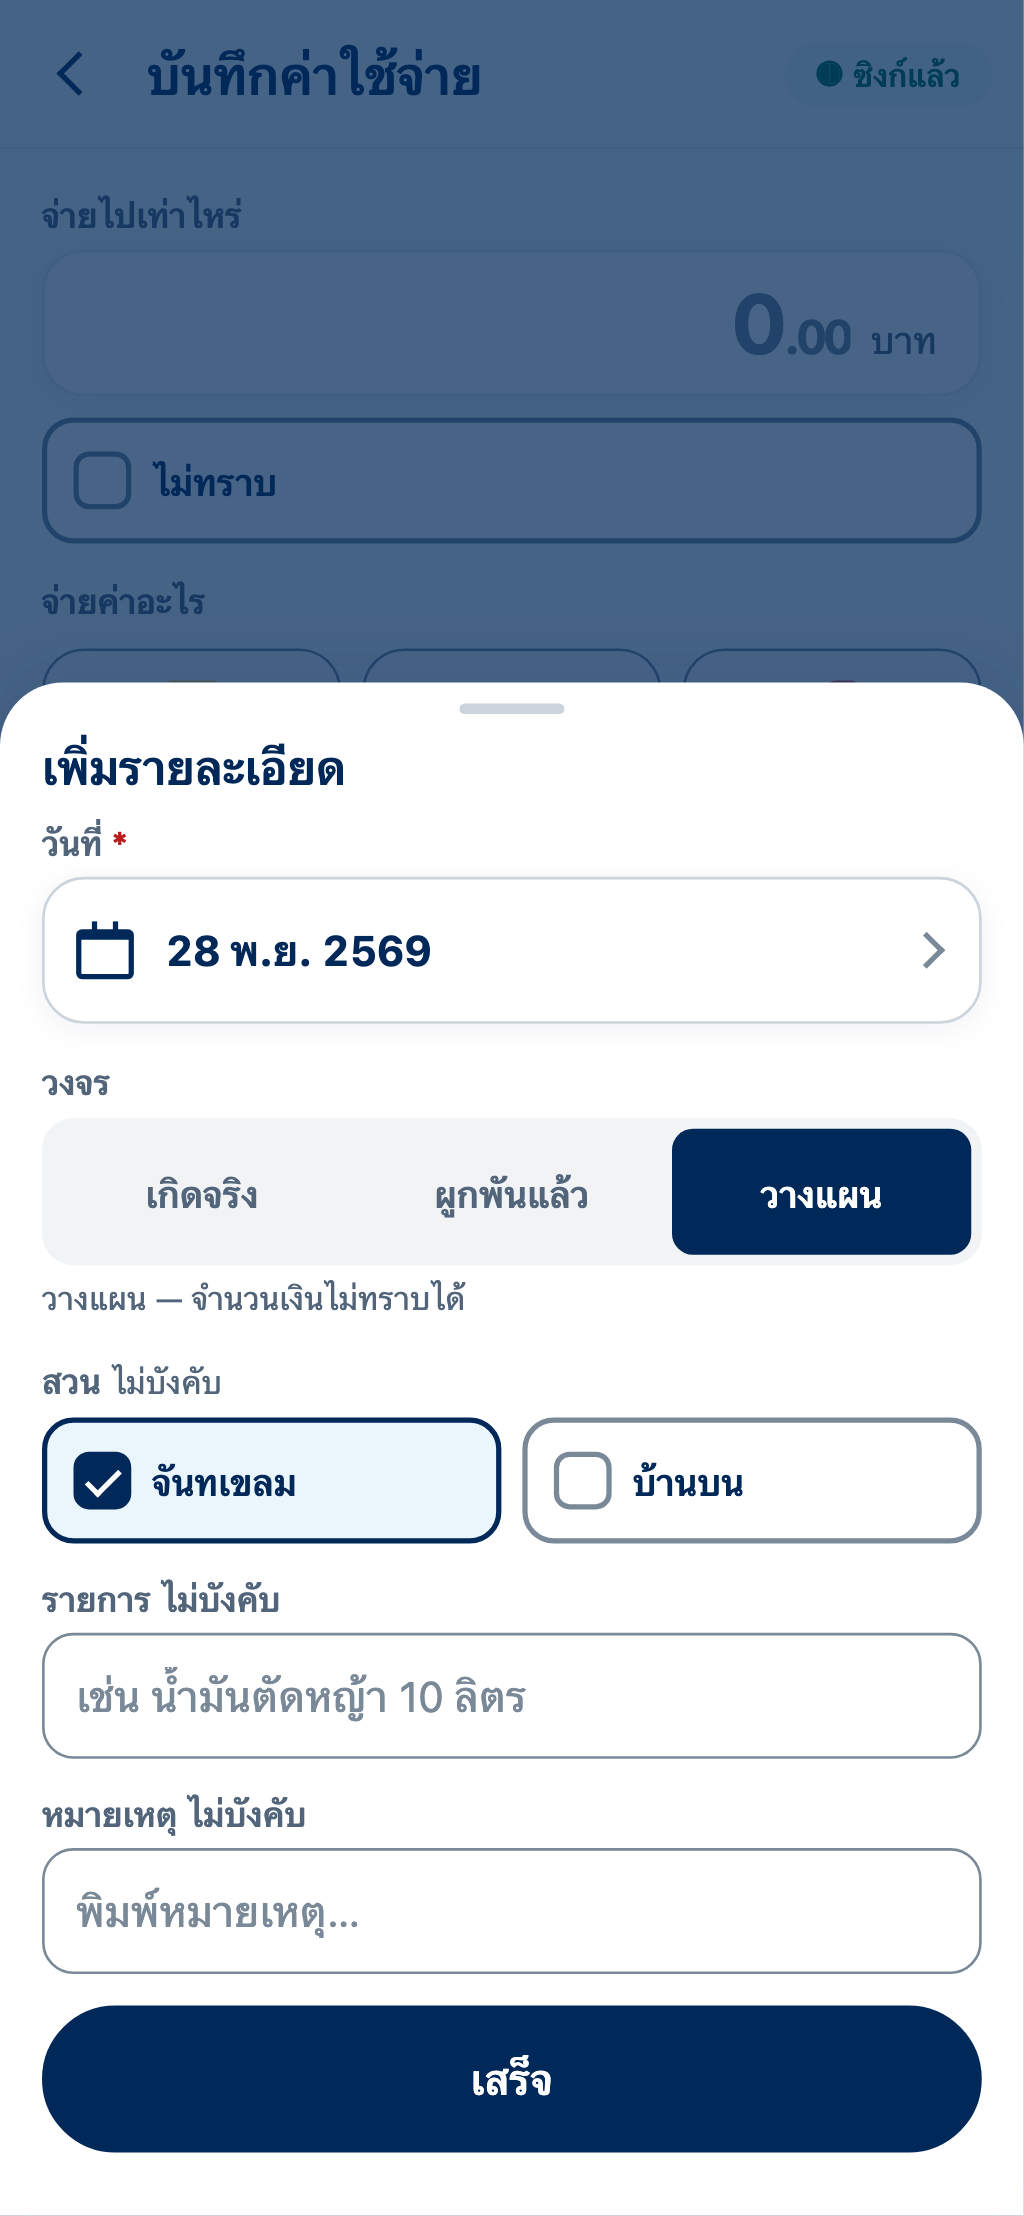 บันทึกค่าใช้จ่าย
ซิงก์แล้ว
จ่ายไปเท่าไหร่
0.00 บาท
ไม่ทราบ
จ่ายค่าอะไร
เพิ่มรายละเอียด
วันที่ *
28 พ.ย. 2569
วงจร
เกิดจริง ผูกพันแล้ว วางแผน
วางแผน — จำนวนเงินไม่ทราบได้
สวน ไม่บังคับ
จันทเขลม บ้านบน
รายการ ไม่บังคับ
เช่น น้ำมันตัดหญ้า 10 ลิตร
หมายเหตุ ไม่บังคับ
พิมพ์หมายเหตุ...
เสร็จ